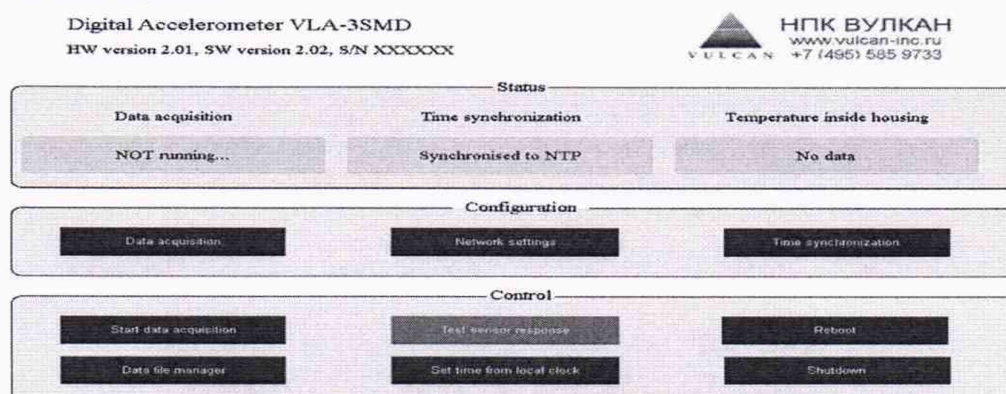 Digital Accelerometer VLA-3SMD
HW version 2.01, SW version 2.02, S/N XXXXXX
VULCAN
НПК ВУЛКАН
www.vulcan-inc.ru
+7 (495) 585 9733
Status
Data acquisition Time synchronization Temperature inside housing
NOT running... Synchronised to NTP No data
Configuration
Data acquisition Network settings Time synchronization
Control
Start data acquisition Test sensor response Reboot
Data file manager Set time from local clock Shutdown